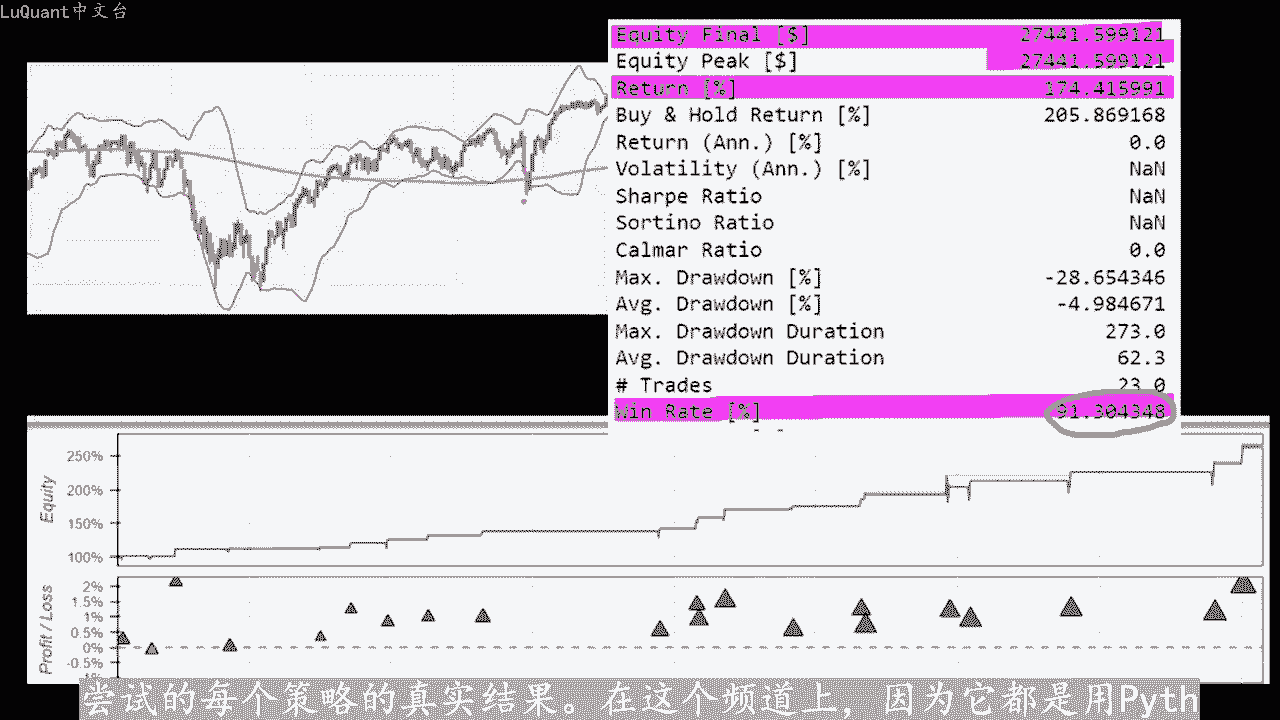 LuQuant中文台
Equity Final [$] 27441.599121
Equity Peak [$] 27441.599121
Return [%] 174.415991
Buy & Hold Return [%] 205.869168
Return (Ann.) [%] 0.0
Volatility (Ann.) [%] NaN
Sharpe Ratio NaN
Sortino Ratio NaN
Calmar Ratio 0.0
Max. Drawdown [%] -28.654346
Avg. Drawdown [%] -4.984671
Max. Drawdown Duration 273.0
Avg. Drawdown Duration 62.3
# Trades 23.0
Win Rate [%] 91.304348
Equity
250%
200%
150%
100%
Profit / Loss
2%
1.5%
1%
0.5%
0%
-0.5%
尝试的每个策略的真实结果。在这个频道上，因为它都是用Pyth